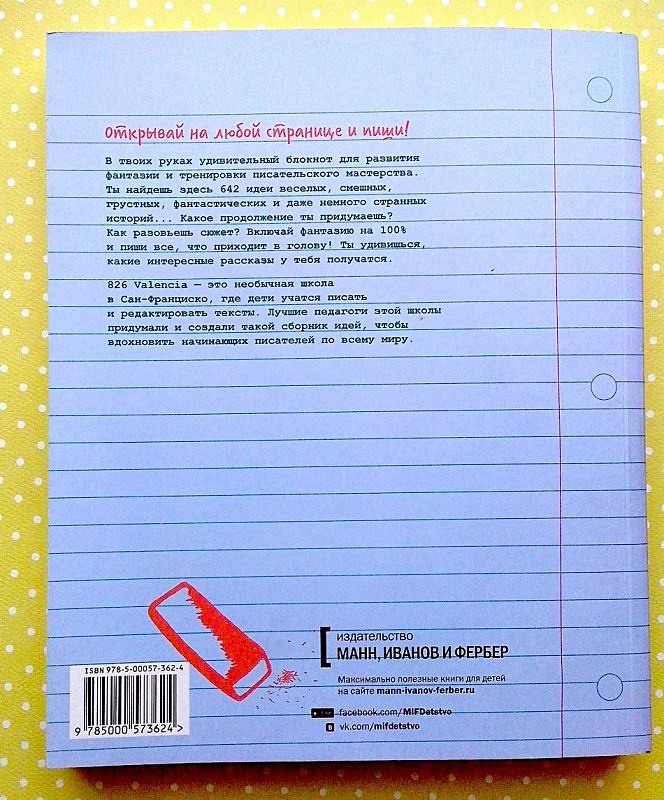 Открывай на любой странице и пиши!
В твоих руках удивительный блокнот для развития
фантазии и тренировки писательского мастерства.
Ты найдешь здесь 642 идеи веселых, смешных,
грустных, фантастических и даже немного странных
историй... Какое продолжение ты придумаешь?
Как разовьешь сюжет? Включай фантазию на 100%
и пиши все, что приходит в голову! Ты удивишься,
какие интересные рассказы у тебя получатся.
826 Valencia — это необычная школа
в Сан-Франциско, где дети учатся писать
и редактировать тексты. Лучшие педагоги этой школы
придумали и создали такой сборник идей, чтобы
вдохновить начинающих писателей по всему миру.
издательство
МАНН, ИВАНОВ И ФЕРБЕР
Максимально полезные книги для детей
на сайте mann-ivanov-ferber.ru
facebook.com/MIFDetstvo
vk.com/mifdetstvo
ISBN 978-5-00057-362-4
9 785000 573624 >